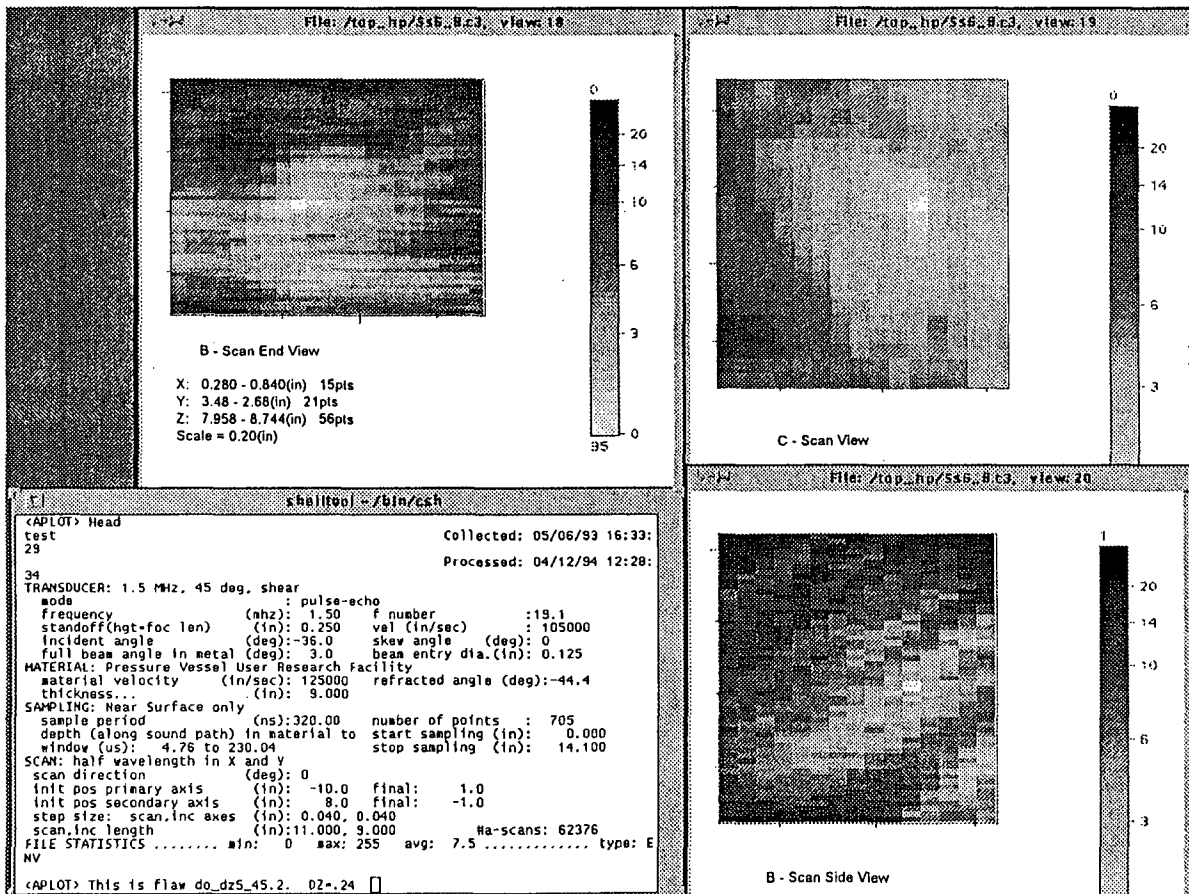 File: /top_hp/Ss6_8.c3, view: 18
0
20
14
10
6
3
0
95
B - Scan End View
X: 0.280 - 0.840(in) 15pts
Y: 3.48 - 2.68(in) 21pts
Z: 7.958 - 8.744(in) 56pts
Scale = 0.20(in)
File: /top_hp/Ss6_8.c3, view: 19
0
20
14
10
6
3
C - Scan View
shelltool - /bin/csh
<APLOT> Head
test Collected: 05/06/93 16:33:
29
Processed: 04/12/94 12:28:
34
TRANSDUCER: 1.5 MHz, 45 deg, shear
mode : pulse-echo
frequency (mhz): 1.50 f number :19.1
standoff(hgt=foc len) (in): 0.250 vel (in/sec) : 105000
incident angle (deg):-36.0 skew angle (deg): 0
full beam angle in metal (deg): 3.0 beam entry dia.(in): 0.125
MATERIAL: Pressure Vessel User Research Facility
material velocity (in/sec): 125000 refracted angle (deg):-44.4
thickness... (in): 9.000
SAMPLING: Near Surface only
sample period (ns):320.00 number of points : 705
depth (along sound path) in material to start sampling (in): 0.000
window (us): 4.76 to 230.04 stop sampling (in): 14.100
SCAN: half wavelength in X and Y
scan direction (deg): 0
init pos primary axis (in): -10.0 final: 1.0
init pos secondary axis (in): 8.0 final: -1.0
step size: scan,inc axes (in): 0.040, 0.040
scan,inc length (in):11.000, 9.000 #a-scans: 62376
FILE STATISTICS ........ min: 0 max: 255 avg: 7.5 ............. type: E
NV
<APLOT> This is flaw do_dz5_45.2. DZ=.24
File: /top_hp/Ss6_8.c3, view: 20
1
20
14
10
6
3
B - Scan Side View